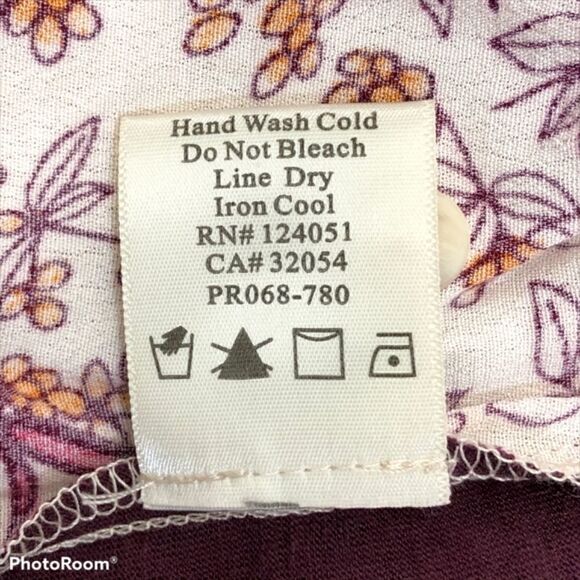 Hand Wash Cold
Do Not Bleach
Line Dry
Iron Cool
RN# 124051
CA# 32054
PR068-780
PhotoRoom®